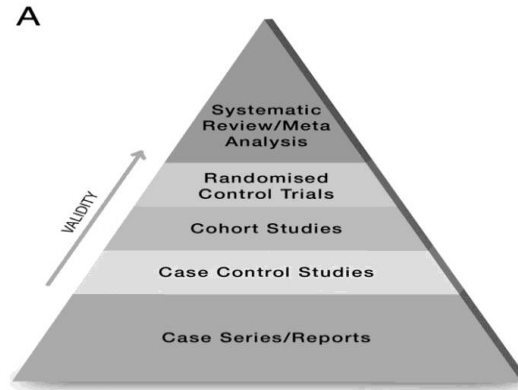 A
Systematic
Review/Meta
Analysis
Randomised
Control Trials
VALIDITY
Cohort Studies
Case Control Studies
Case Series/Reports